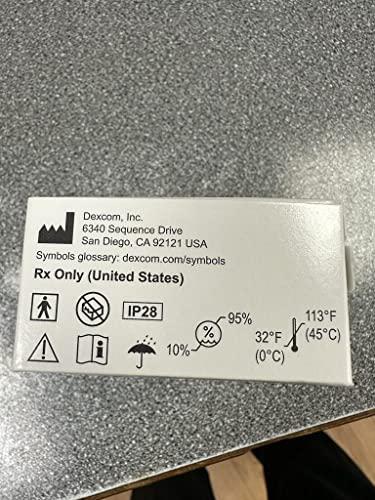 Dexcom, Inc.
6340 Sequence Drive
San Diego, CA 92121 USA
Symbols glossary: dexcom.com/symbols
Rx Only (United States)
IP28
95%
%
10%
113°F
(45°C)
32°F
(0°C)